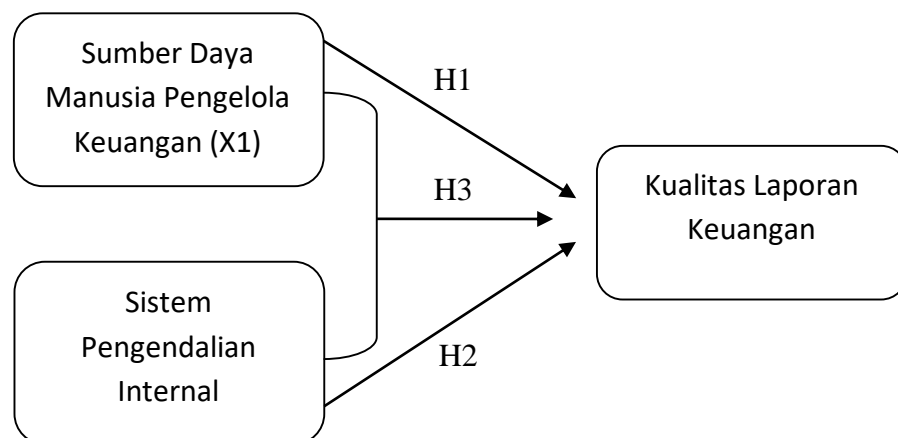 Sumber Daya
Manusia Pengelola
Keuangan (X1)
H1
Kualitas Laporan
Keuangan
H3
Sistem
Pengendalian
Internal
H2